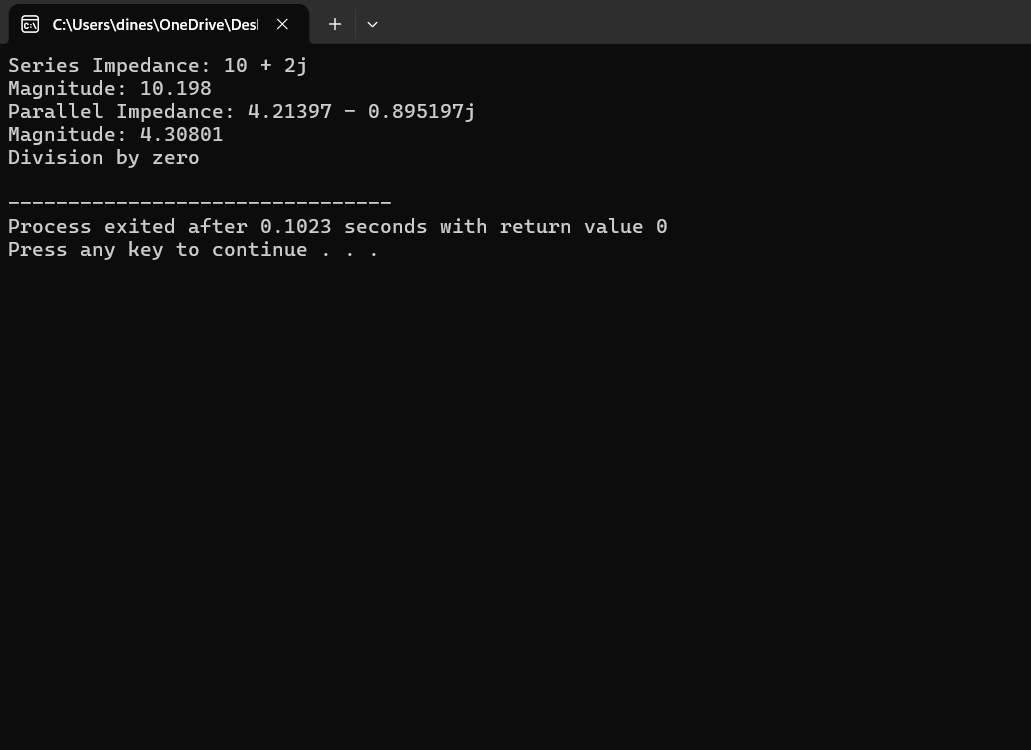 C:\Users\dines\OneDrive\Des
Series Impedance: 10 + 2j
Magnitude: 10.198
Parallel Impedance: 4.21397 - 0.895197j
Magnitude: 4.30801
Division by zero
--------------------------------
Process exited after 0.1023 seconds with return value 0
Press any key to continue . . .